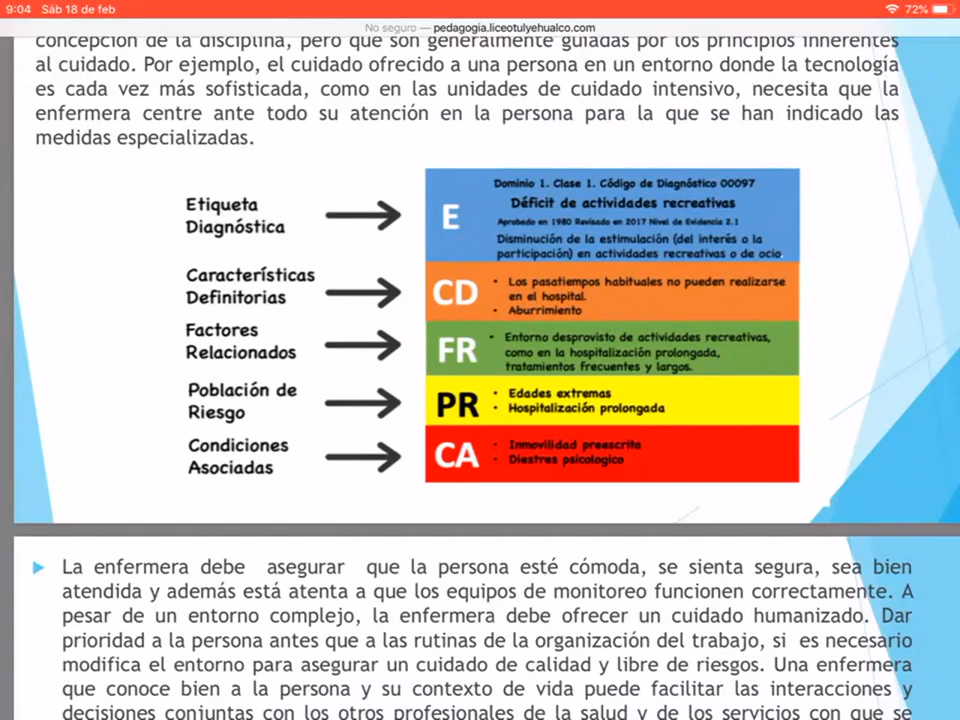 9:04 Sáb 18 de feb
72%
No seguro — pedagogia.liceotulyehualco.com
concepción de la disciplina, pero que son generalmente guiadas por los principios inherentes
al cuidado. Por ejemplo, el cuidado ofrecido a una persona en un entorno donde la tecnología
es cada vez más sofisticada, como en las unidades de cuidado intensivo, necesita que la
enfermera centre ante todo su atención en la persona para la que se han indicado las
medidas especializadas.
Etiqueta
Diagnóstica
E
Dominio 1. Clase 1. Código de Diagnóstico 00097
Déficit de actividades recreativas
Aprobado en 1980 Revisado en 2017 Nivel de Evidencia 2.1
Disminución de la estimulación (del interés o la
participación) en actividades recreativas o de ocio.
Características
Definitorias
CD
• Los pasatiempos habituales no pueden realizarse
en el hospital.
• Aburrimiento
Factores
Relacionados
FR
• Entorno desprovisto de actividades recreativas,
como en la hospitalización prolongada,
tratamientos frecuentes y largos.
Población de
Riesgo
PR
• Edades extremas
• Hospitalización prolongada
Condiciones
Asociadas
CA
• Inmovilidad preescrita
• Diestres psicologico
La enfermera debe asegurar que la persona esté cómoda, se sienta segura, sea bien
atendida y además está atenta a que los equipos de monitoreo funcionen correctamente. A
pesar de un entorno complejo, la enfermera debe ofrecer un cuidado humanizado. Dar
prioridad a la persona antes que a las rutinas de la organización del trabajo, si es necesario
modifica el entorno para asegurar un cuidado de calidad y libre de riesgos. Una enfermera
que conoce bien a la persona y su contexto de vida puede facilitar las interacciones y
decisiones conjuntas con los otros profesionales de la salud y de los servicios con que se